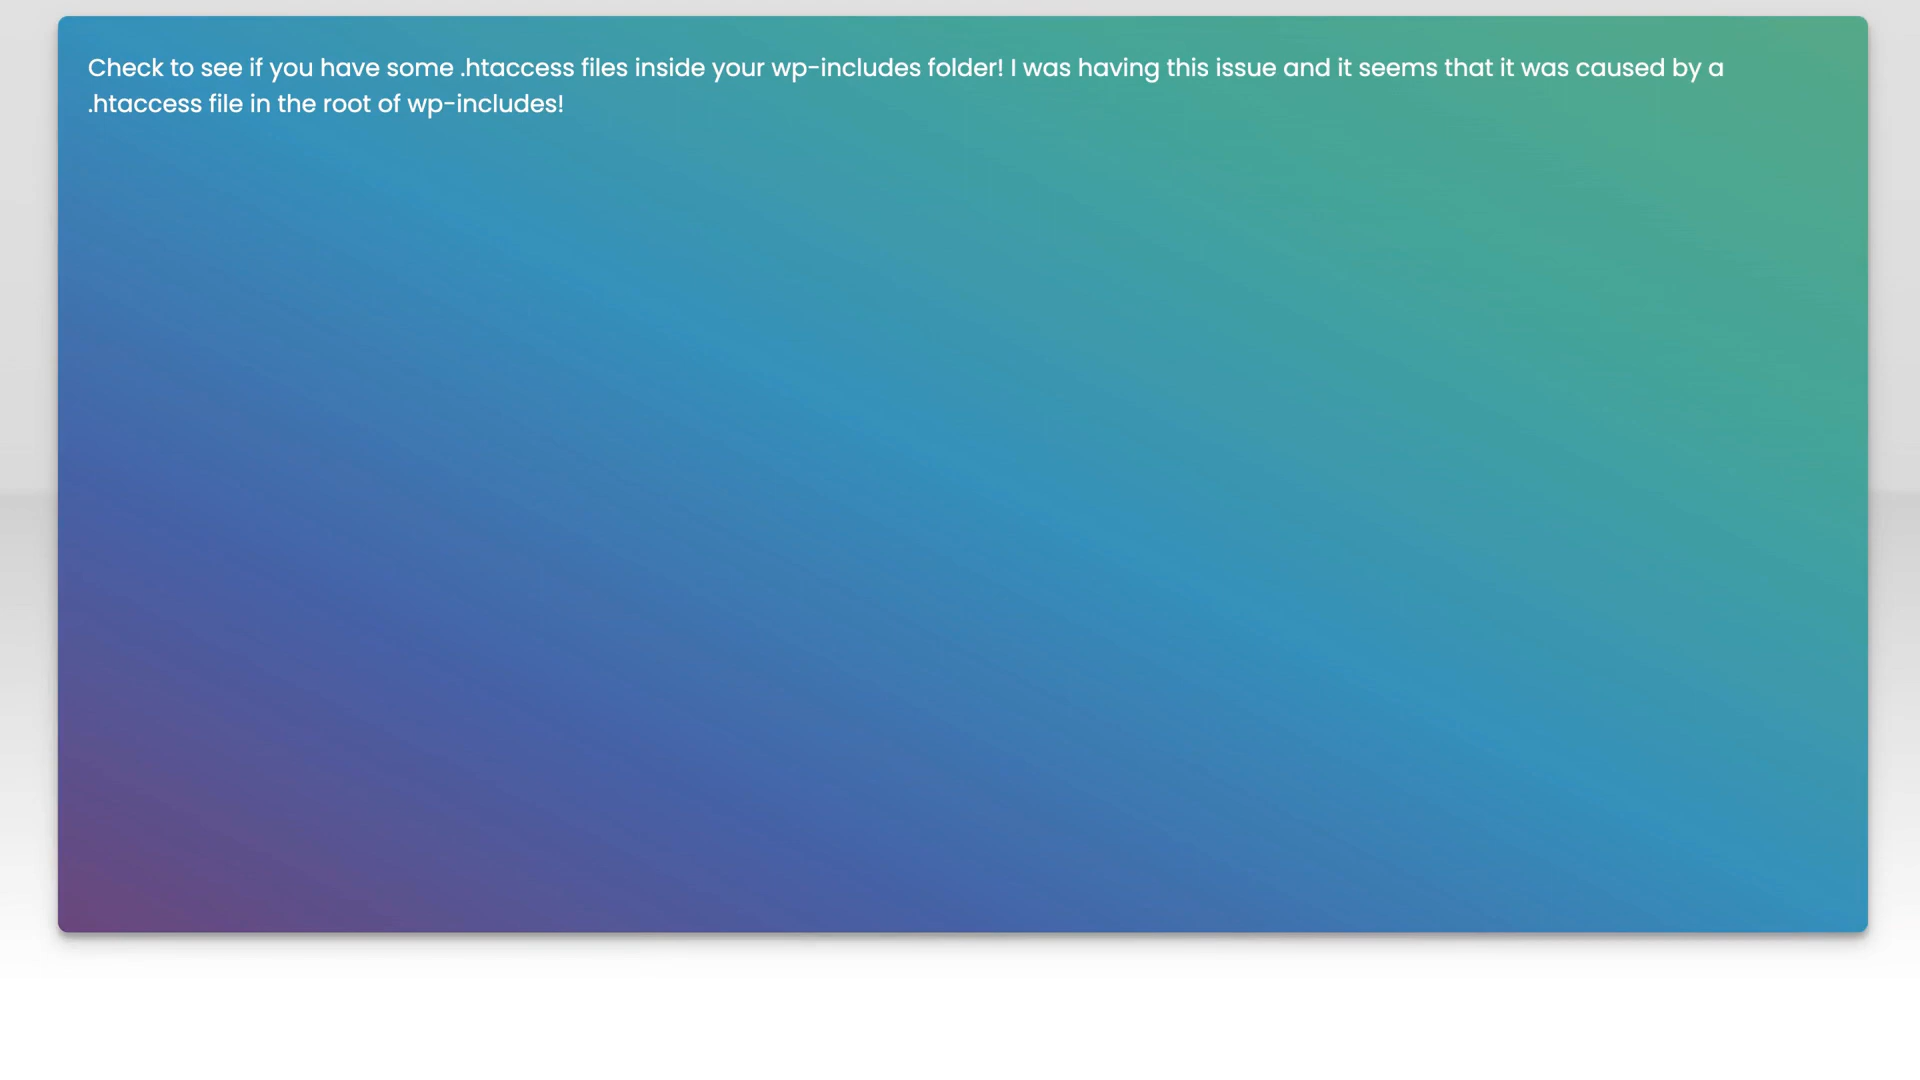 Check to see if you have some .htaccess files inside your wp-includes folder! I was having this issue and it seems that it was caused by a
.htaccess file in the root of wp-includes!